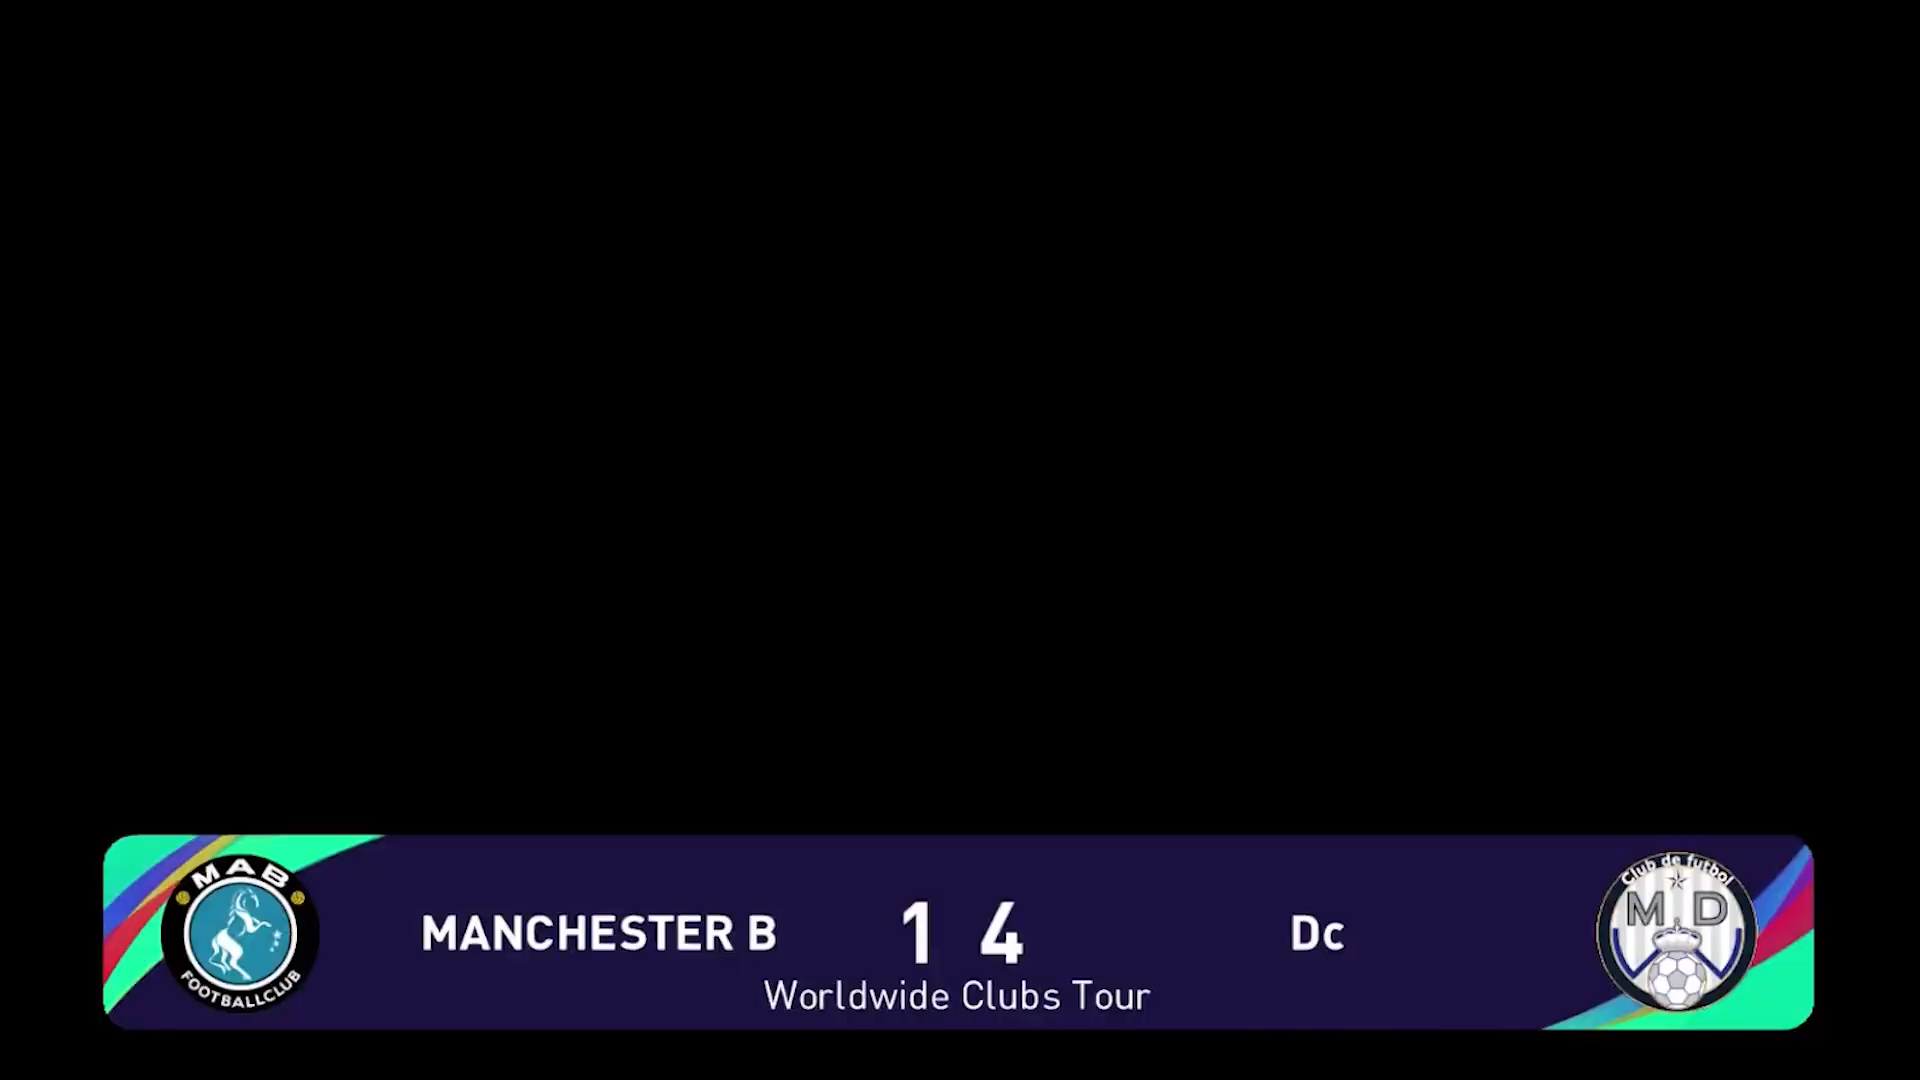 MAB
FOOTBALLCLUB
MANCHESTER B
1 4
Dc
Worldwide Clubs Tour
Club de futbol
M D